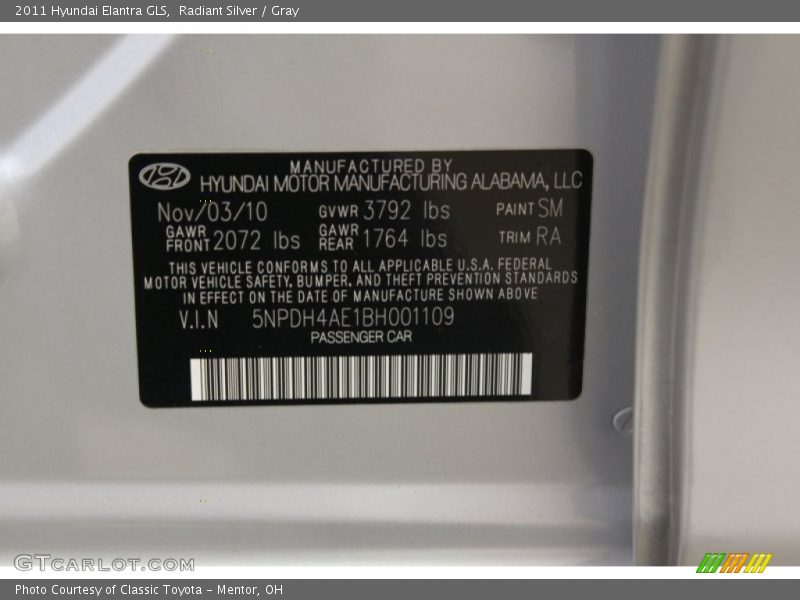 2011 Hyundai Elantra GLS,  Radiant Silver / Gray
MANUFACTURED BY
HYUNDAI MOTOR MANUFACTURING ALABAMA, LLC
Nov/03/10 GVWR 3792 lbs PAINT SM
GAWR FRONT 2072 lbs GAWR REAR 1764 lbs TRIM RA
THIS VEHICLE CONFORMS TO ALL APPLICABLE U.S.A. FEDERAL
MOTOR VEHICLE SAFETY, BUMPER, AND THEFT PREVENTION STANDARDS
IN EFFECT ON THE DATE OF MANUFACTURE SHOWN ABOVE
V.I.N 5NPDH4AE1BH001109
PASSENGER CAR
GTCARLOT.COM
Photo Courtesy of Classic Toyota - Mentor, OH